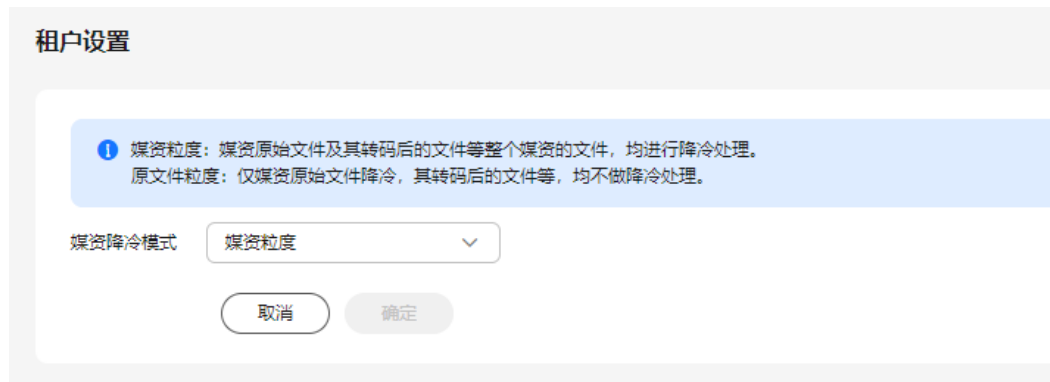 租户设置
媒资粒度：媒资原始文件及其转码后的文件等整个媒资的文件，均进行降冷处理。
原文件粒度：仅媒资原始文件降冷，其转码后的文件等，均不做降冷处理。
媒资降冷模式 媒资粒度
取消 确定